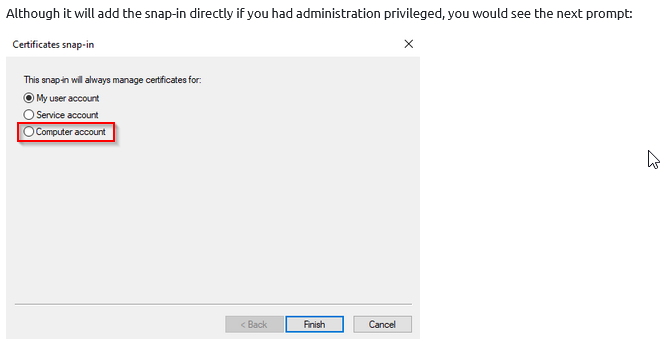 Although it will add the snap-in directly if you had administration privileged, you would see the next prompt:
Certificates snap-in
This snap-in will always manage certificates for:
My user account
Service account
Computer account
< Back Finish Cancel